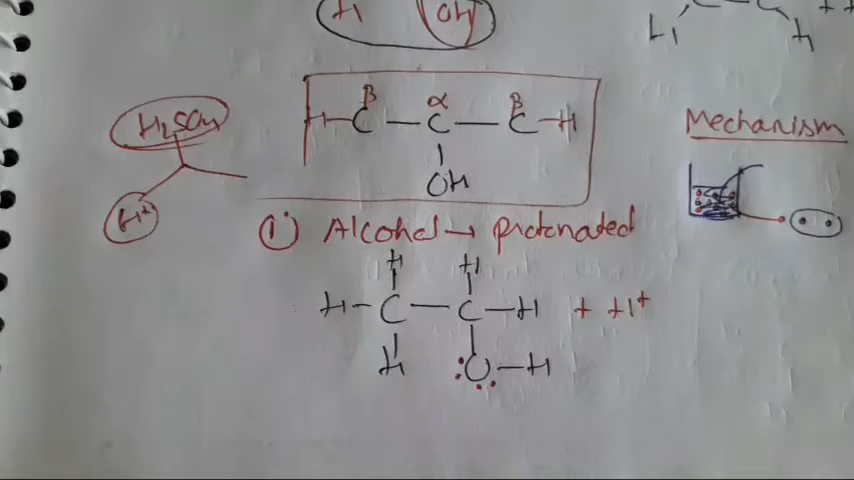 H OH
H
H2SO4
β α β
H-C-C-C-H
OH
Mechanism
H+
① Alcohol → protonated
H H
H-C-C-H + H+
H O-H